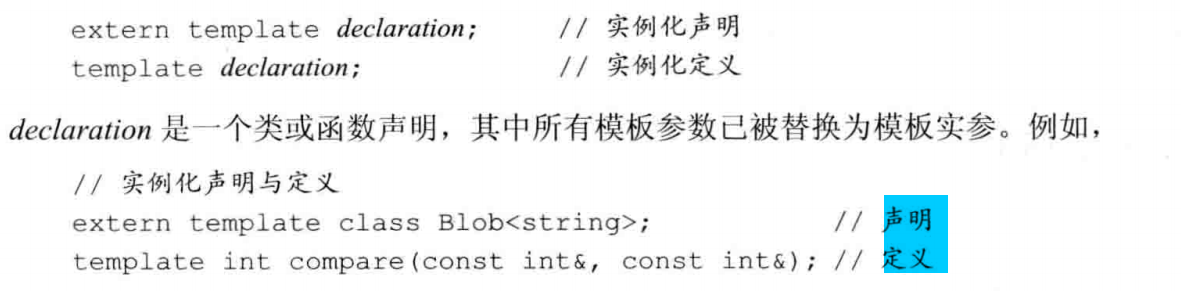 extern template declaration; // 实例化声明
template declaration; // 实例化定义
declaration 是一个类或函数声明，其中所有模板参数已被替换为模板实参。例如，
// 实例化声明与定义
extern template class Blob<string>; // 声明
template int compare(const int&, const int&); // 定义